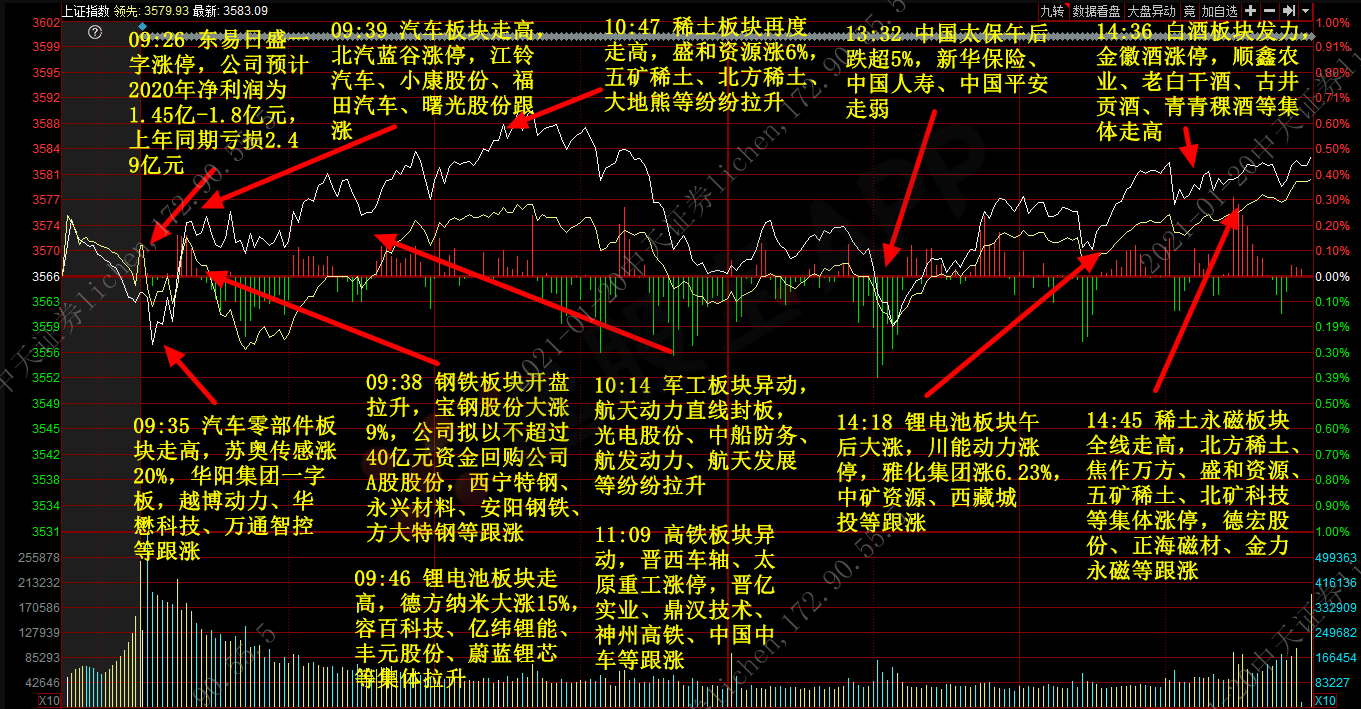 上证指数 领先: 3579.93 最新: 3583.09
九转 数据看盘 大盘异动 竞 加自选
3602
3599
3595
3592
3588
3584
3581
3577
3574
3570
3566
3563
3559
3556
3552
3549
3545
3542
3538
3534
3531
255878
213232
170586
127939
85293
42646
X10
09:26 东易日盛一
字涨停，公司预计
2020年净利润为
1.45亿-1.8亿元，
上年同期亏损2.4
9亿元
09:39 汽车板块走高，
北汽蓝谷涨停，江铃
汽车、小康股份、福
田汽车、曙光股份跟
涨
10:47 稀土板块再度
走高，盛和资源涨6%，
五矿稀土、北方稀土、
大地熊等纷纷拉升
13:32 中国太保午后
跌超5%，新华保险、
中国人寿、中国平安
走弱
14:36 白酒板块发力，
金徽酒涨停，顺鑫农
业、老白干酒、古井
贡酒、青青稞酒等集
体走高
09:35 汽车零部件板
块走高，苏奥传感涨
20%，华阳集团一字
板，越博动力、华
懋科技、万通智控
等跟涨
09:38 钢铁板块开盘
拉升，宝钢股份大涨
9%，公司拟以不超过
40亿元资金回购公司
A股股份，西宁特钢、
永兴材料、安阳钢铁、
方大特钢等跟涨
09:46 锂电池板块走
高，德方纳米大涨15%，
容百科技、亿纬锂能、
丰元股份、蔚蓝锂芯
等集体拉升
10:14 军工板块异动，
航天动力直线封板，
光电股份、中船防务、
航发动力、航天发展
等纷纷拉升
11:09 高铁板块异
动，晋西车轴、太
原重工涨停，晋亿
实业、鼎汉技术、
神州高铁、中国中
车等跟涨
14:18 锂电池板块午
后大涨，川能动力涨
停，雅化集团涨6.23%，
中矿资源、西藏城
投等跟涨
14:45 稀土永磁板块
全线走高，北方稀土、
焦作万方、盛和资源、
五矿稀土、北矿科技
等集体涨停，德宏股
份、正海磁材、金力
永磁等跟涨
1.00%
0.91%
0.80%
0.71%
0.60%
0.50%
0.40%
0.30%
0.20%
0.10%
0.00%
0.10%
0.19%
0.30%
0.39%
0.50%
0.60%
0.70%
0.80%
0.90%
1.00%
499363
416136
332909
249682
166454
83227
X10